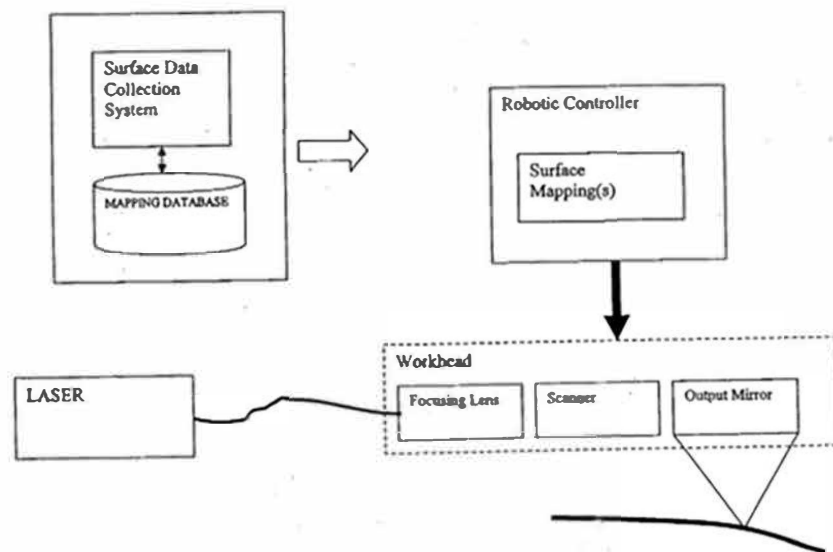 Surface Data
Collection
System
MAPPING DATABASE
Robotic Controller
Surface
Mapping(s)
Workhead
LASER
Focusing Lens
Scanner
Output Mirror